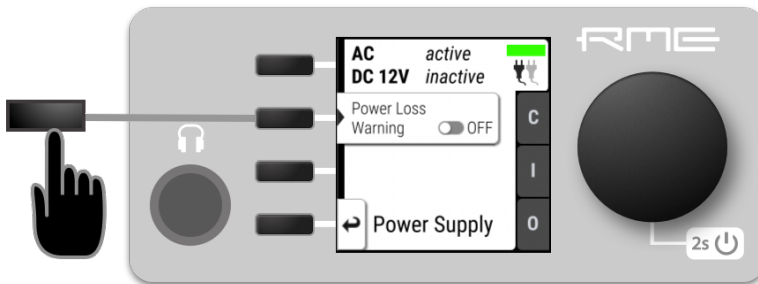 RME
AC active
DC 12V inactive
Power Loss
Warning OFF
C
I
Power Supply
O
2s